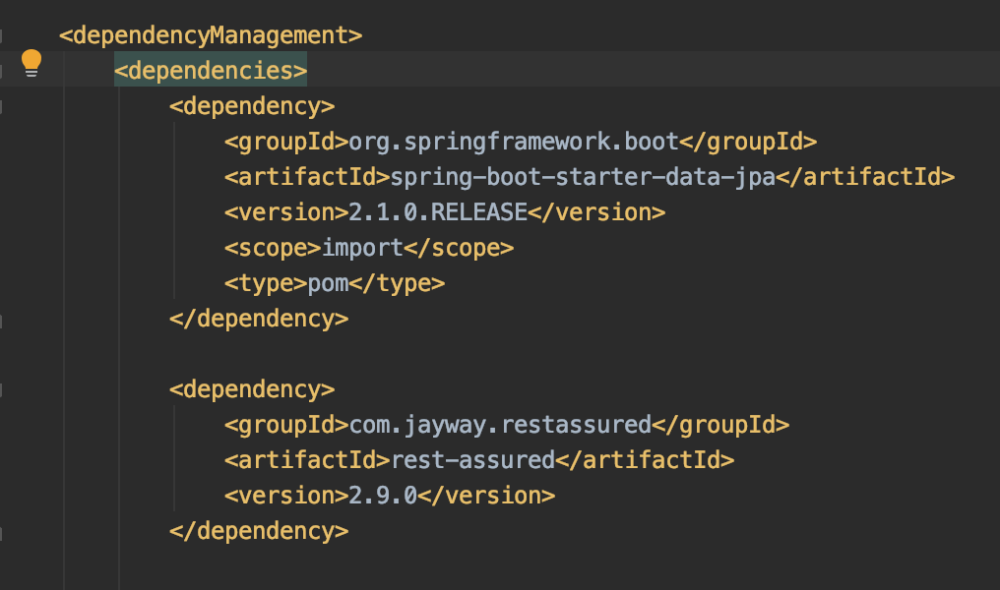 <dependencyManagement>
<dependencies>
<dependency>
<groupId>org.springframework.boot</groupId>
<artifactId>spring-boot-starter-data-jpa</artifactId>
<version>2.1.0.RELEASE</version>
<scope>import</scope>
<type>pom</type>
</dependency>
<dependency>
<groupId>com.jayway.restassured</groupId>
<artifactId>rest-assured</artifactId>
<version>2.9.0</version>
</dependency>